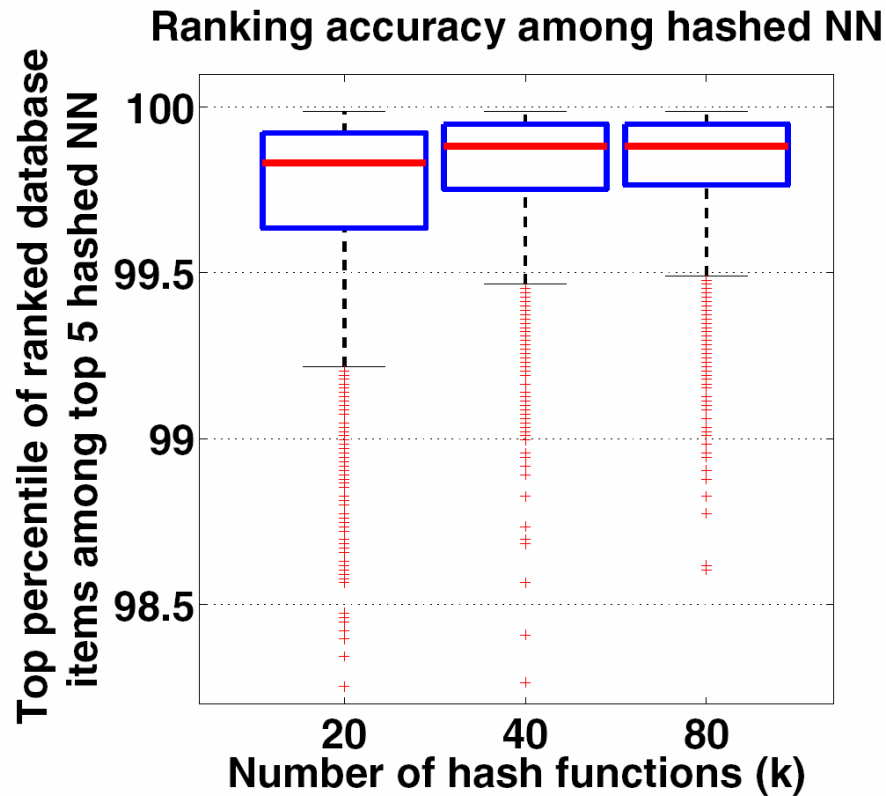 Ranking accuracy among hashed NN
Top percentile of ranked database
items among top 5 hashed NN
100
99.5
99
98.5
20 40 80
Number of hash functions (k)